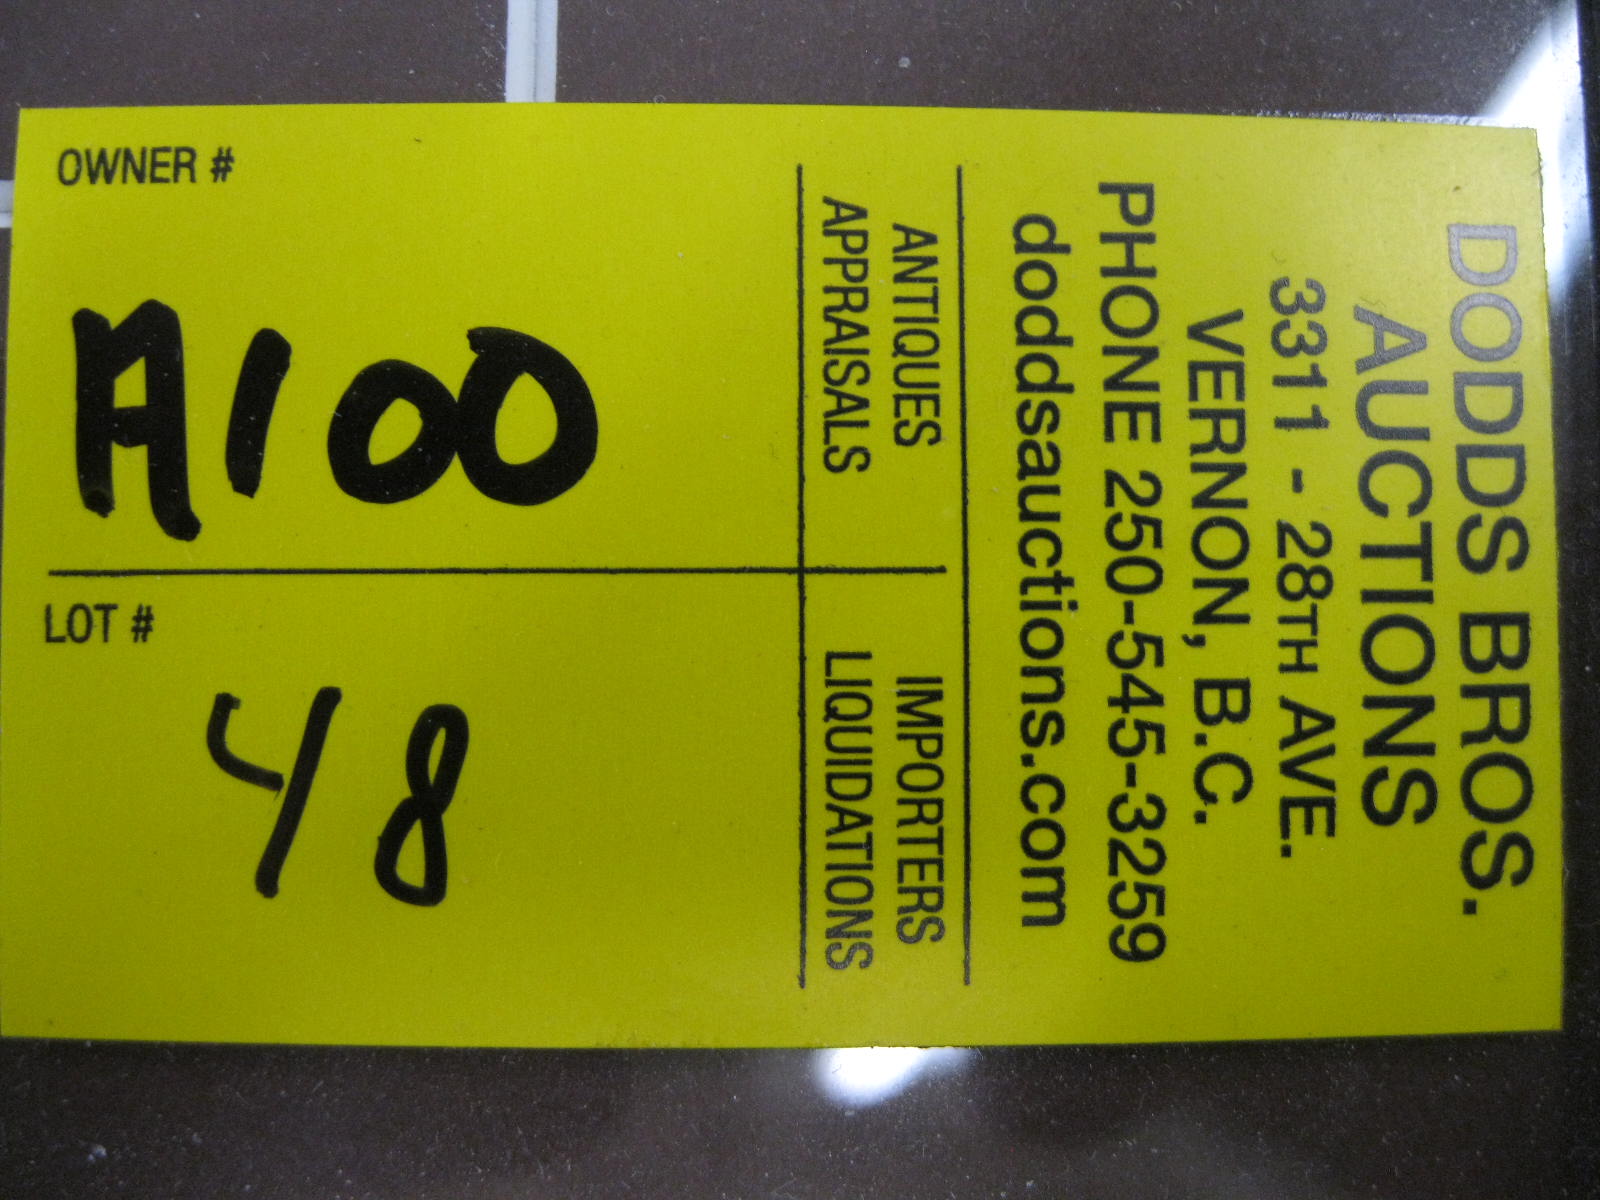 DODDS BROS.
AUCTIONS
3311 - 28TH AVE.
VERNON, B.C.
PHONE 250-545-3259
doddsauctions.com
ANTIQUES
APPRAISALS
IMPORTERS
LIQUIDATIONS
OWNER #
A100
LOT #
48